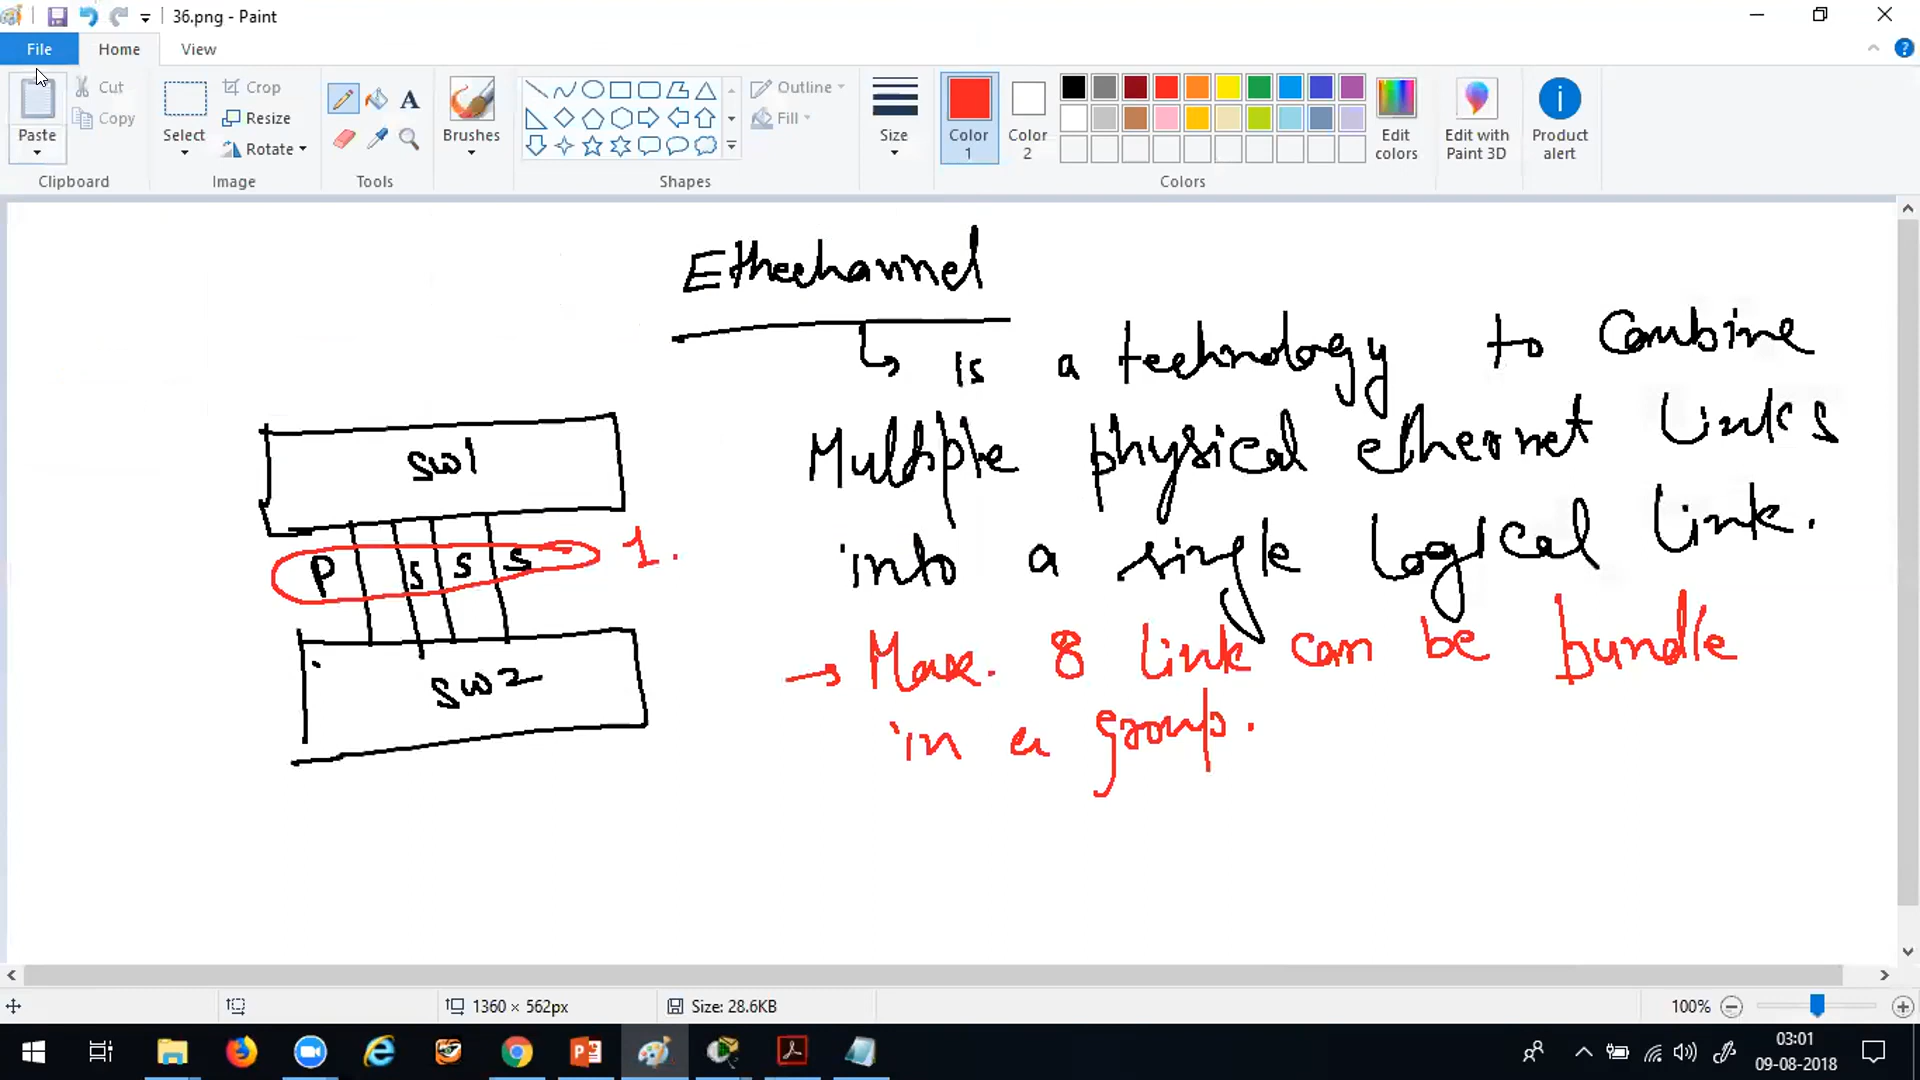 36.png - Paint
File Home View
Paste Cut Copy Clipboard
Select Crop Resize Rotate Image
Tools
Brushes
Outline Fill Shapes
Size
Color 1 Color 2 Edit colors Colors
Edit with Paint 3D
Product alert
Ethechannel
Is a technology to Combine
Multiple physical ethernet Links
into a single logical Link.
→ Max. 8 link can be bundle
in a group.
SW1
P S S S 1.
SW2
1360 × 562px Size: 28.6KB 100%
03:01
09-08-2018